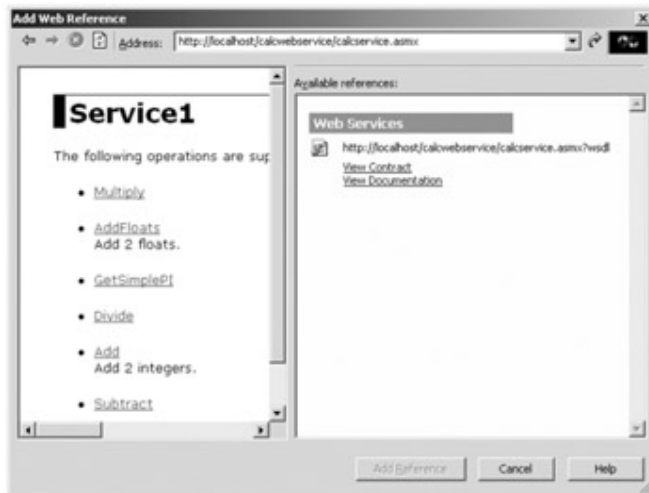 Add Web Reference
Address: http://localhost/calcwebservice/calcservice.asmx
Service1
The following operations are sup
• Multiply
• AddFloats
Add 2 floats.
• GetSimplePI
• Divide
• Add
Add 2 integers.
• Subtract
Available references:
Web Services
http://localhost/calcwebservice/calcservice.asmx?wsdl
View Contract
View Documentation
Add Reference
Cancel
Help